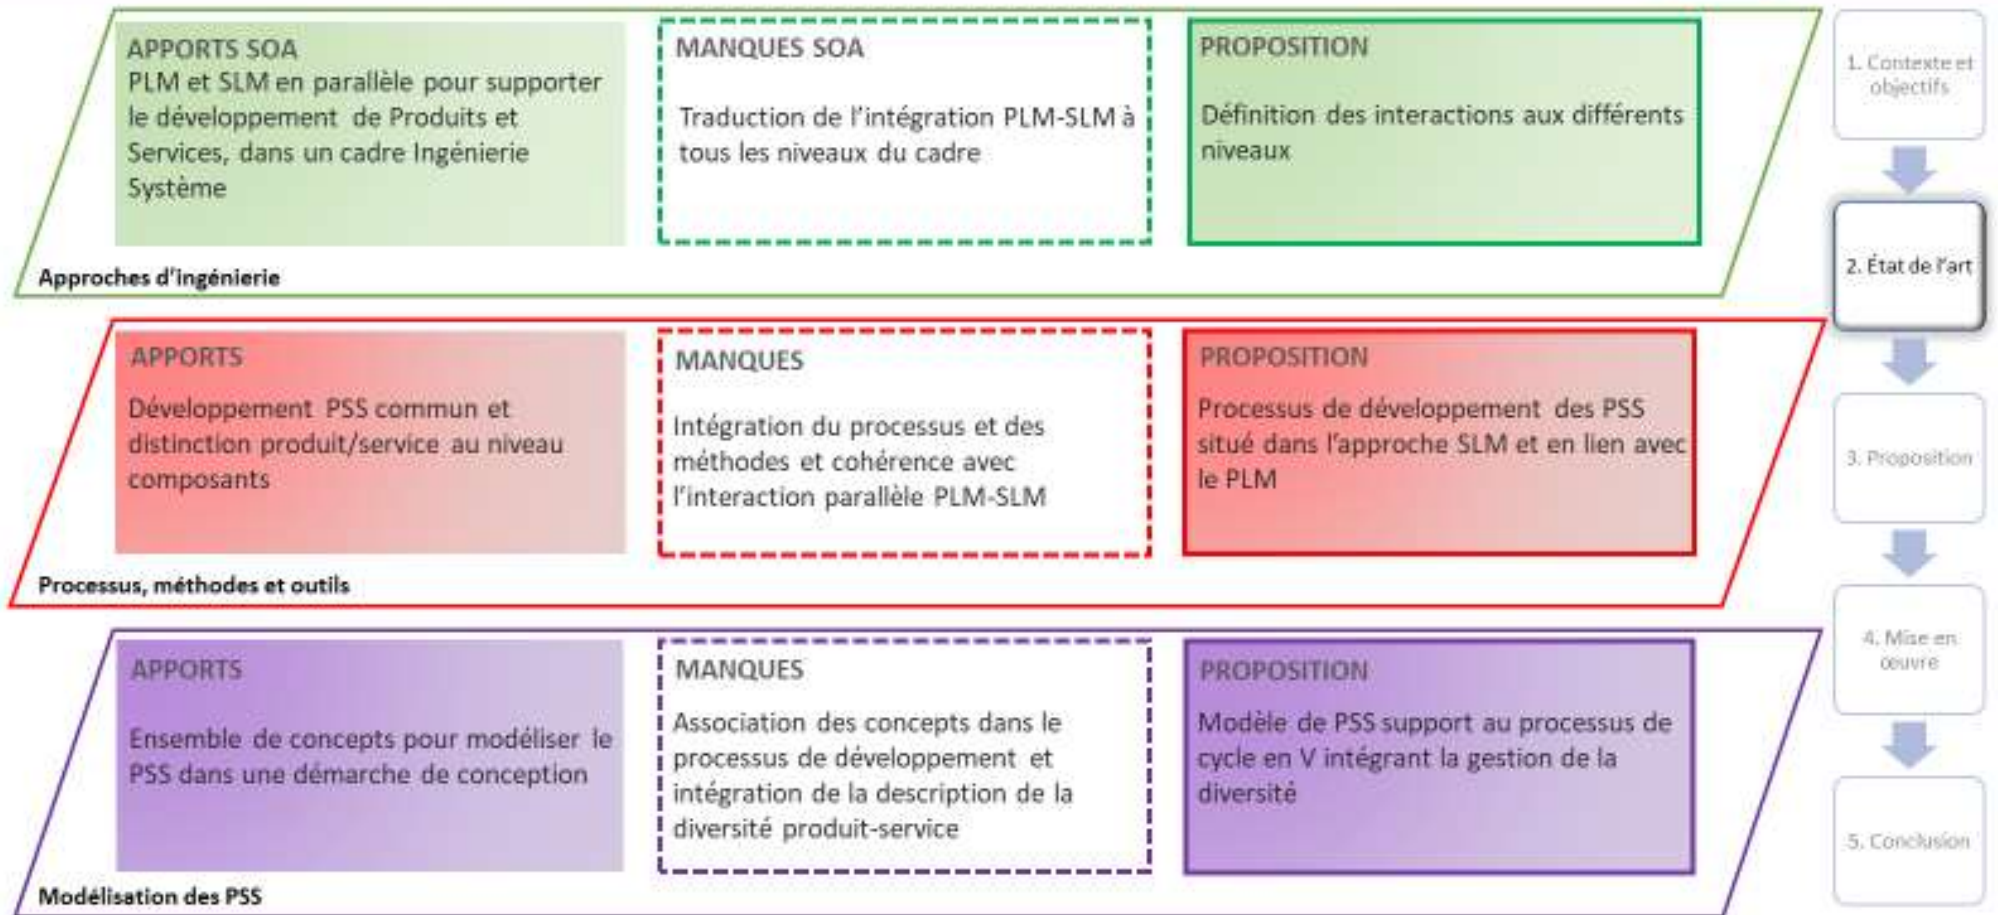 APPORTS SOA
PLM et SLM en parallèle pour supporter
le développement de Produits et
Services, dans un cadre Ingénierie
Système
MANQUES SOA
Traduction de l'intégration PLM-SLM à
tous les niveaux du cadre
PROPOSITION
Définition des interactions aux différents
niveaux
Approches d'ingénierie
APPORTS
Développement PSS commun et
distinction produit/service au niveau
composants
MANQUES
Intégration du processus et des
méthodes et cohérence avec
l'interaction parallèle PLM-SLM
PROPOSITION
Processus de développement des PSS
situé dans l'approche SLM et en lien avec
le PLM
Processus, méthodes et outils
APPORTS
Ensemble de concepts pour modéliser le
PSS dans une démarche de conception
MANQUES
Association des concepts dans le
processus de développement et
intégration de la description de la
diversité produit-service
PROPOSITION
Modèle de PSS support au processus de
cycle en V intégrant la gestion de la
diversité
Modélisation des PSS
1. Contexte et
objectifs
2. État de l'art
3. Proposition
4. Mise en
œuvre
5. Conclusion